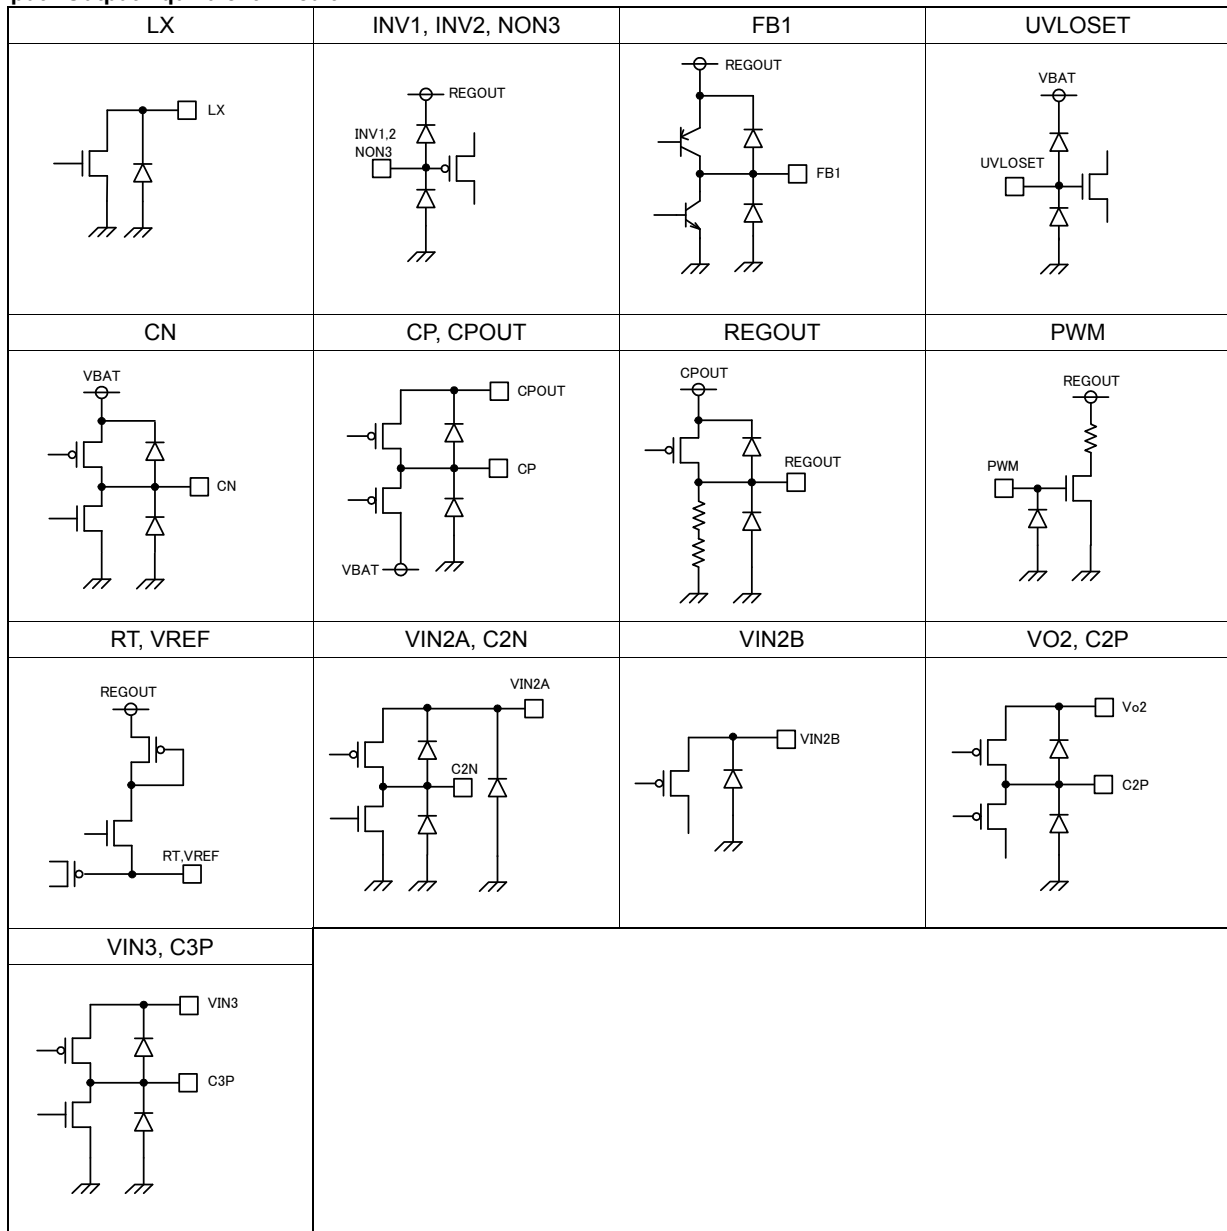 LX
INV1, INV2, NON3
FB1
UVLOSET
LX
REGOUT
INV1,2
NON3
REGOUT
FB1
VBAT
UVLOSET
CN
CP, CPOUT
REGOUT
PWM
VBAT
CN
CPOUT
CP
VBAT
CPOUT
REGOUT
REGOUT
PWM
RT, VREF
VIN2A, C2N
VIN2B
VO2, C2P
REGOUT
RT,VREF
VIN2A
C2N
VIN2B
Vo2
C2P
VIN3, C3P
VIN3
C3P